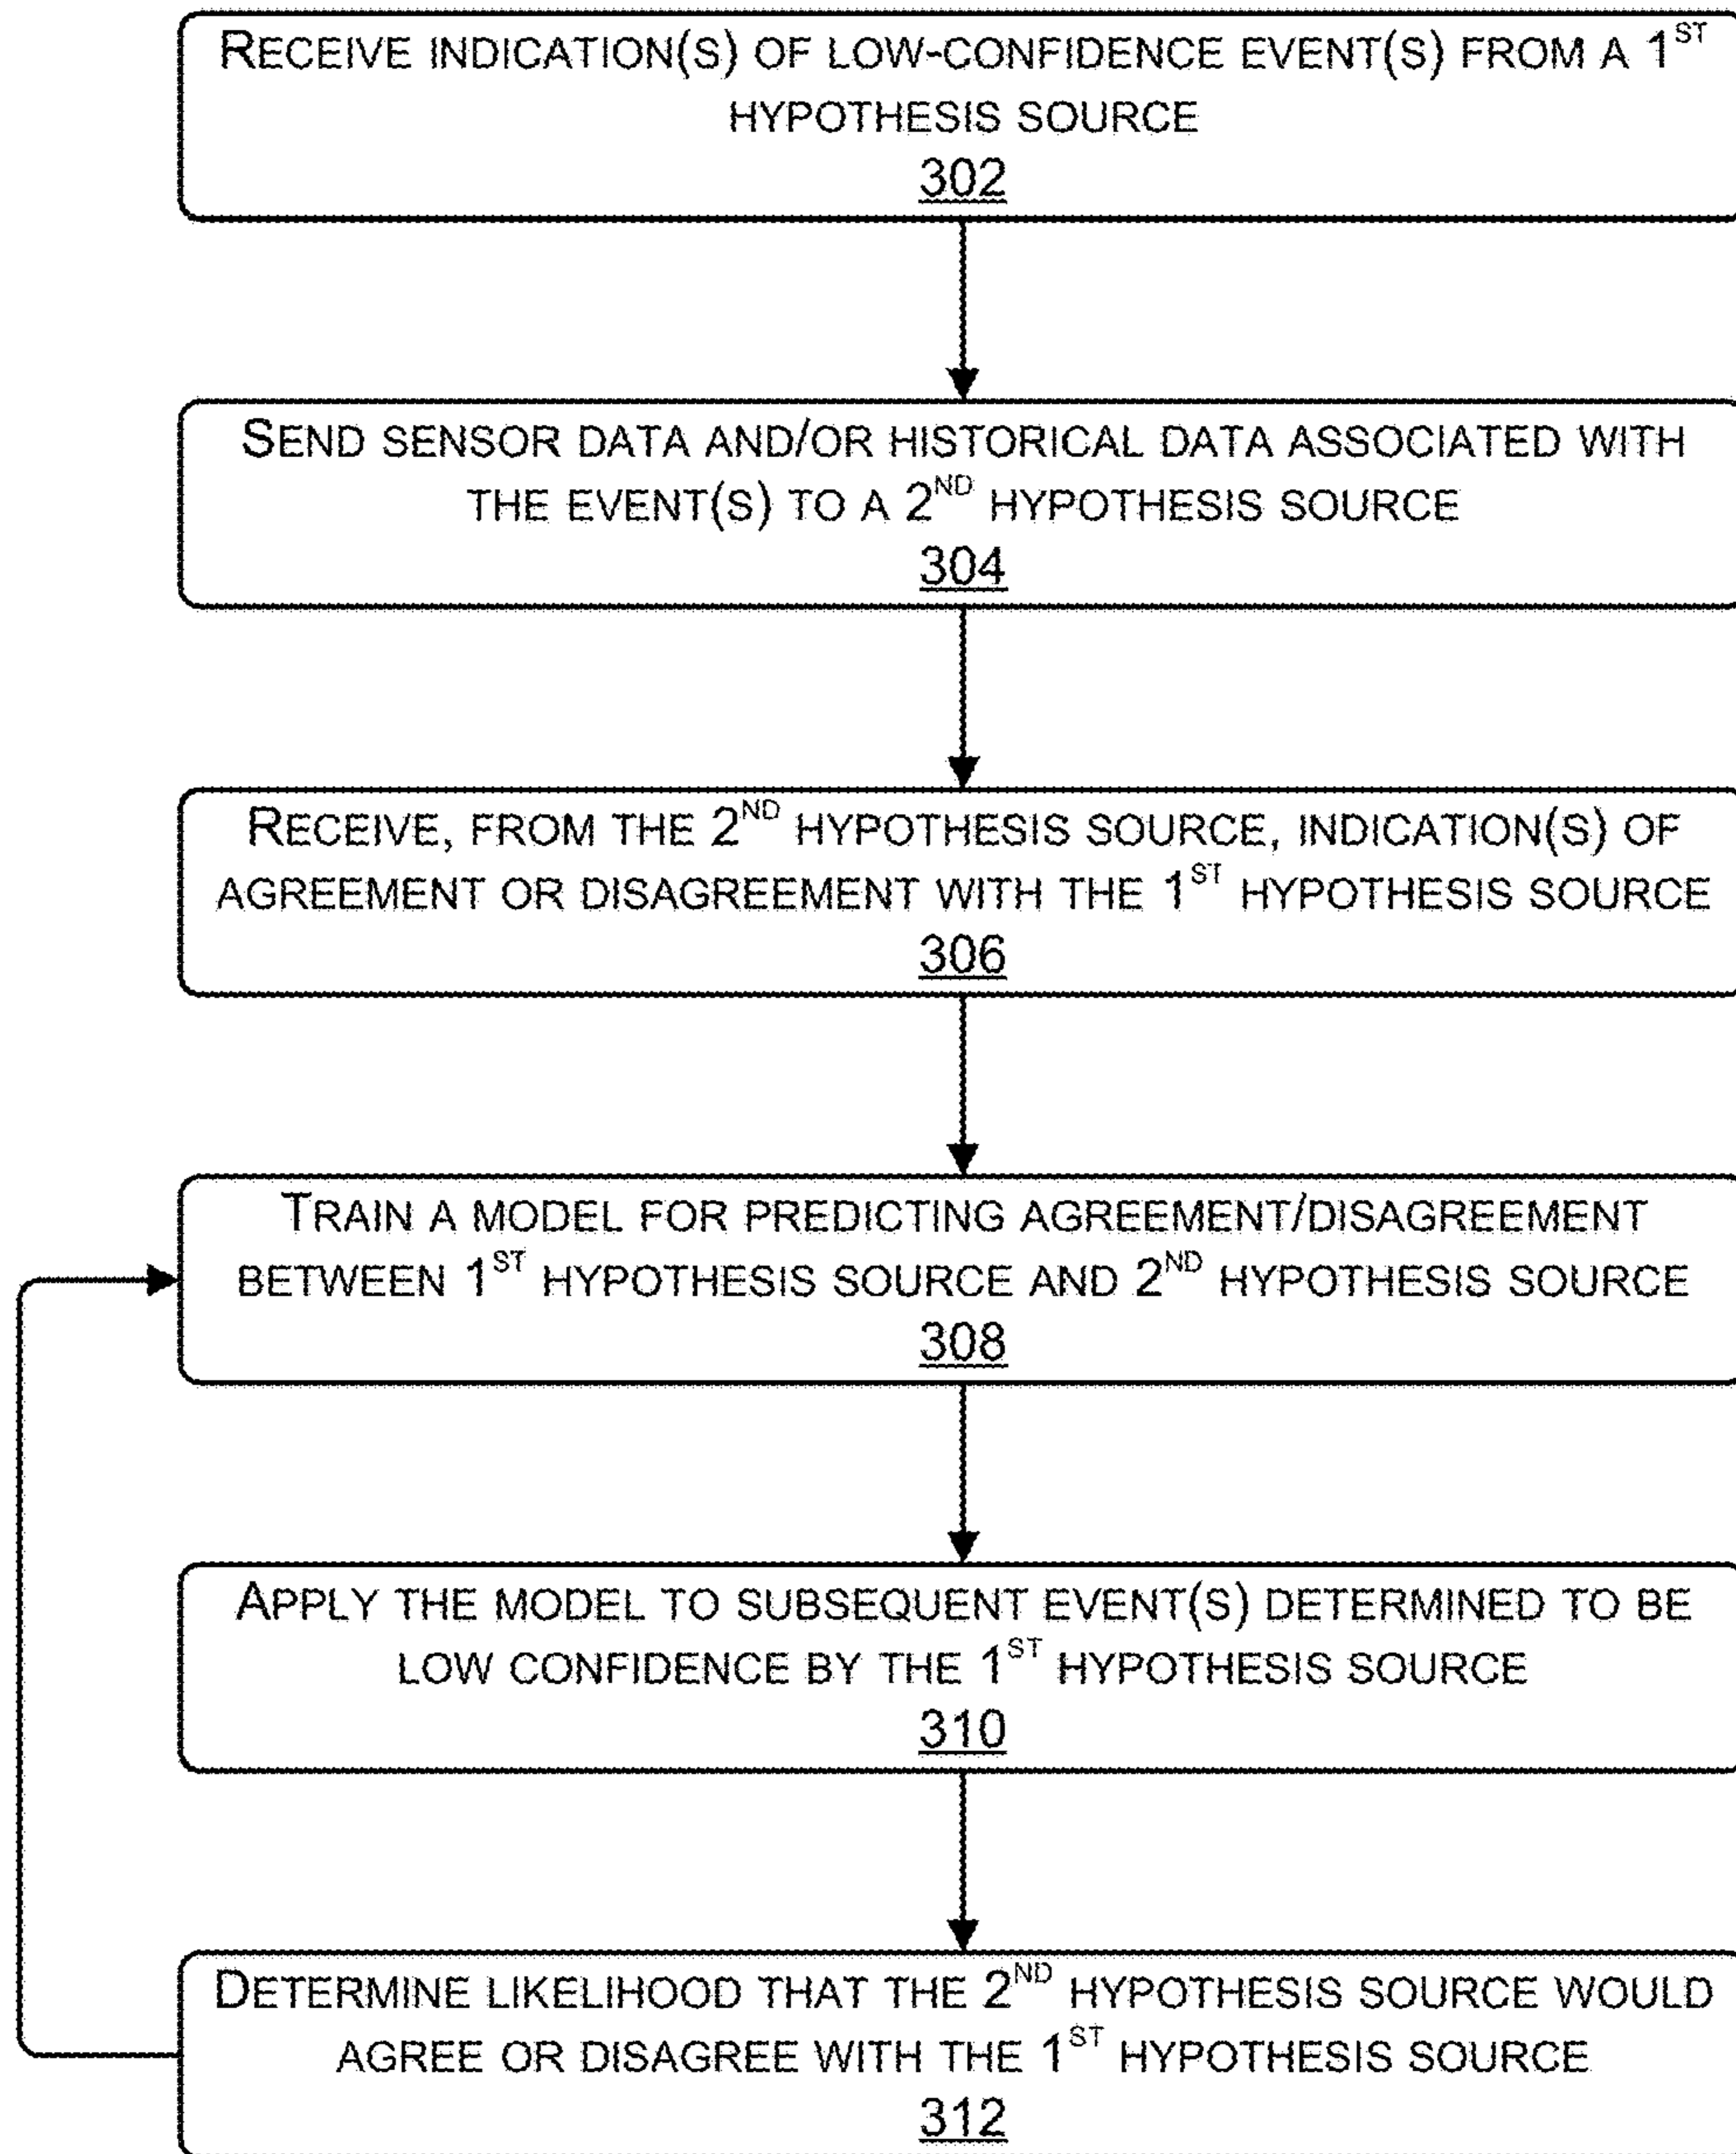 RECEIVE INDICATION(S) OF LOW-CONFIDENCE EVENT(S) FROM A 1ST
HYPOTHESIS SOURCE
302
SEND SENSOR DATA AND/OR HISTORICAL DATA ASSOCIATED WITH
THE EVENT(S) TO A 2ND HYPOTHESIS SOURCE
304
RECEIVE, FROM THE 2ND HYPOTHESIS SOURCE, INDICATION(S) OF
AGREEMENT OR DISAGREEMENT WITH THE 1ST HYPOTHESIS SOURCE
306
TRAIN A MODEL FOR PREDICTING AGREEMENT/DISAGREEMENT
BETWEEN 1ST HYPOTHESIS SOURCE AND 2ND HYPOTHESIS SOURCE
308
APPLY THE MODEL TO SUBSEQUENT EVENT(S) DETERMINED TO BE
LOW CONFIDENCE BY THE 1ST HYPOTHESIS SOURCE
310
DETERMINE LIKELIHOOD THAT THE 2ND HYPOTHESIS SOURCE WOULD
AGREE OR DISAGREE WITH THE 1ST HYPOTHESIS SOURCE
312